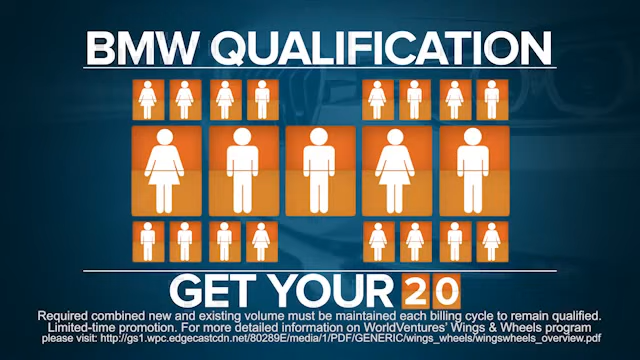 BMW QUALIFICATION
GET YOUR 20
Required combined new and existing volume must be maintained each billing cycle to remain qualified.
Limited-time promotion. For more detailed information on WorldVentures' Wings & Wheels program
please visit: http://gs1.wpc.edgecastcdn.net/80289E/media/1/PDF/GENERIC/wings_wheels/wingswheels_overview.pdf